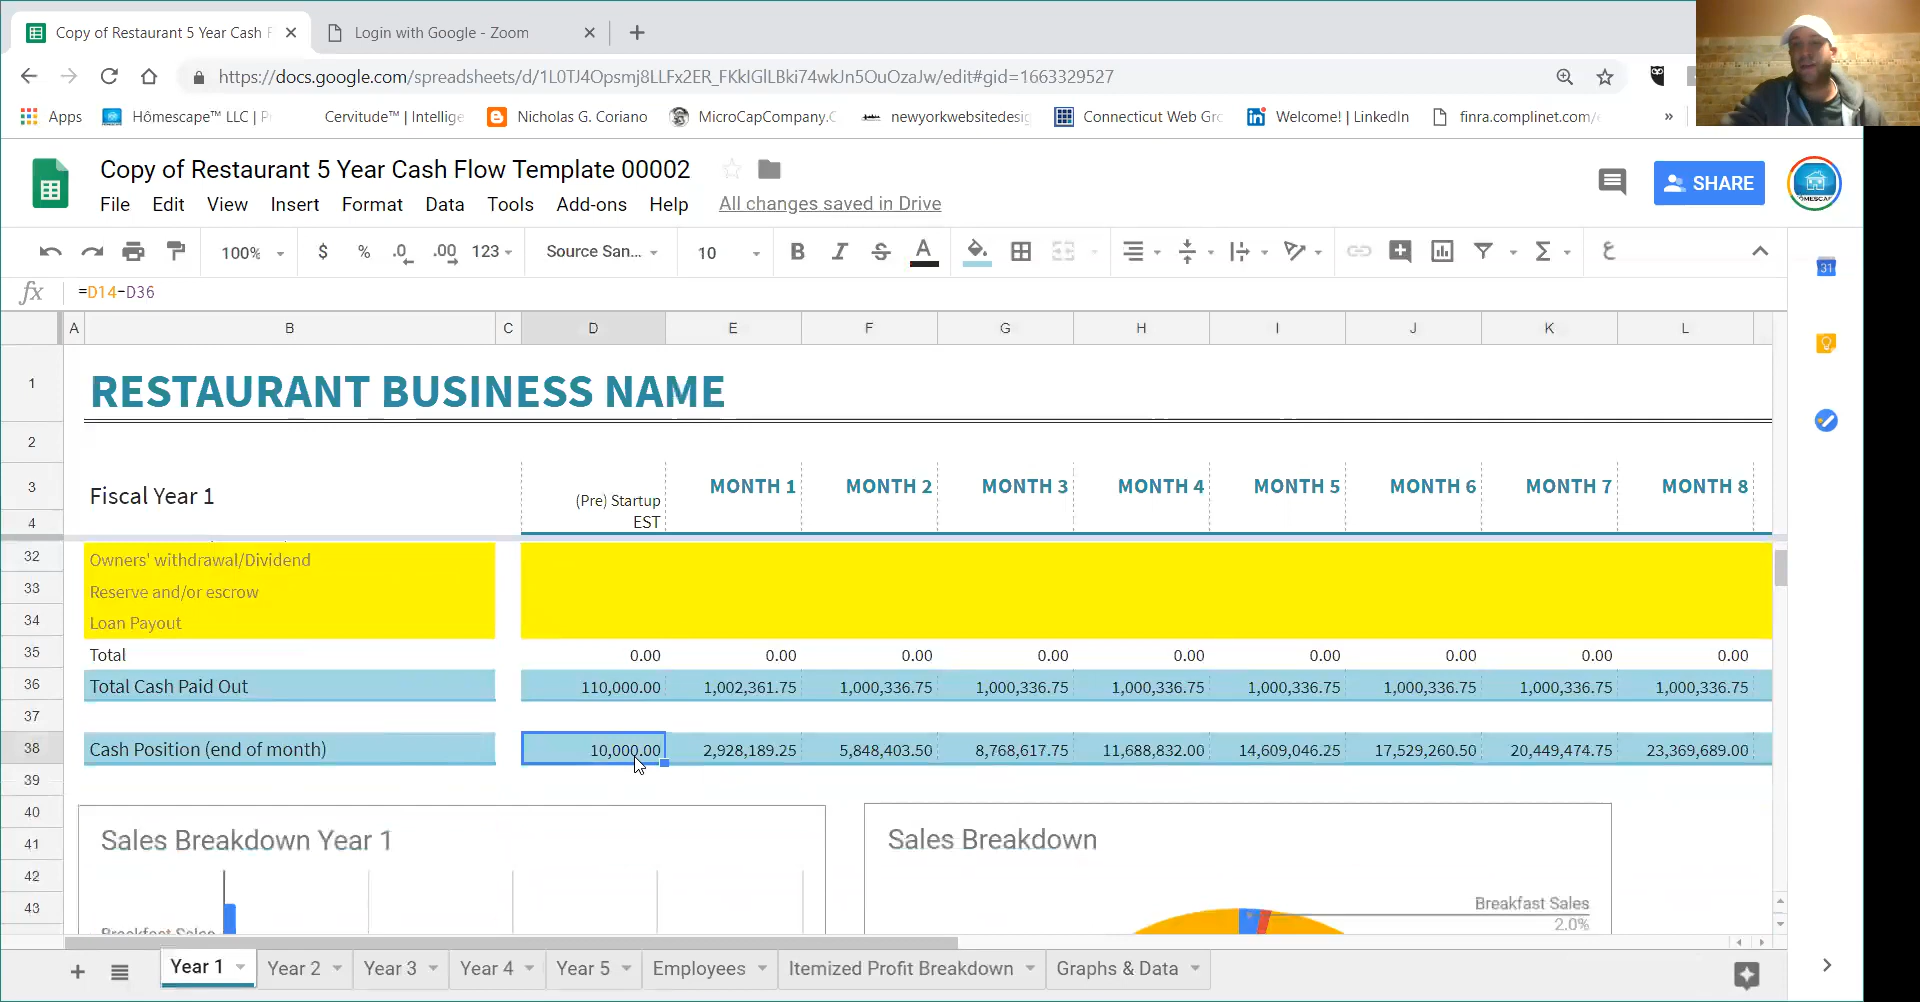 Copy of Restaurant 5 Year Cash F
Login with Google - Zoom
https://docs.google.com/spreadsheets/d/1L0TJ4Opsmj8LLFx2ER_FKkIGlLBki74wkJn5OuOzaJw/edit#gid=1663329527
Apps Hômescape™ LLC | P Cervitude™ | Intellige Nicholas G. Coriano MicroCapCompany.C newyorkwebsitedesig Connecticut Web Gro Welcome! | LinkedIn finra.complinet.com/ »
Copy of Restaurant 5 Year Cash Flow Template 00002
SHARE
File Edit View Insert Format Data Tools Add-ons Help All changes saved in Drive
100% $ % .0 .00 123 Source San... 10 B I S A
31
fx =D14-D36
A B C D E F G H I J K L
1 RESTAURANT BUSINESS NAME
2
3 Fiscal Year 1 (Pre) Startup MONTH 1 MONTH 2 MONTH 3 MONTH 4 MONTH 5 MONTH 6 MONTH 7 MONTH 8
4 EST
32 Owners' withdrawal/Dividend
33 Reserve and/or escrow
34 Loan Payout
35 Total 0.00 0.00 0.00 0.00 0.00 0.00 0.00 0.00 0.00
36 Total Cash Paid Out 110,000.00 1,002,361.75 1,000,336.75 1,000,336.75 1,000,336.75 1,000,336.75 1,000,336.75 1,000,336.75 1,000,336.75
37
38 Cash Position (end of month) 10,000.00 2,928,189.25 5,848,403.50 8,768,617.75 11,688,832.00 14,609,046.25 17,529,260.50 20,449,474.75 23,369,689.00
39
40
41 Sales Breakdown Year 1 Sales Breakdown
42
43
Breakfast Sales
2.0%
Breakfast Sales
Year 1 Year 2 Year 3 Year 4 Year 5 Employees Itemized Profit Breakdown Graphs & Data